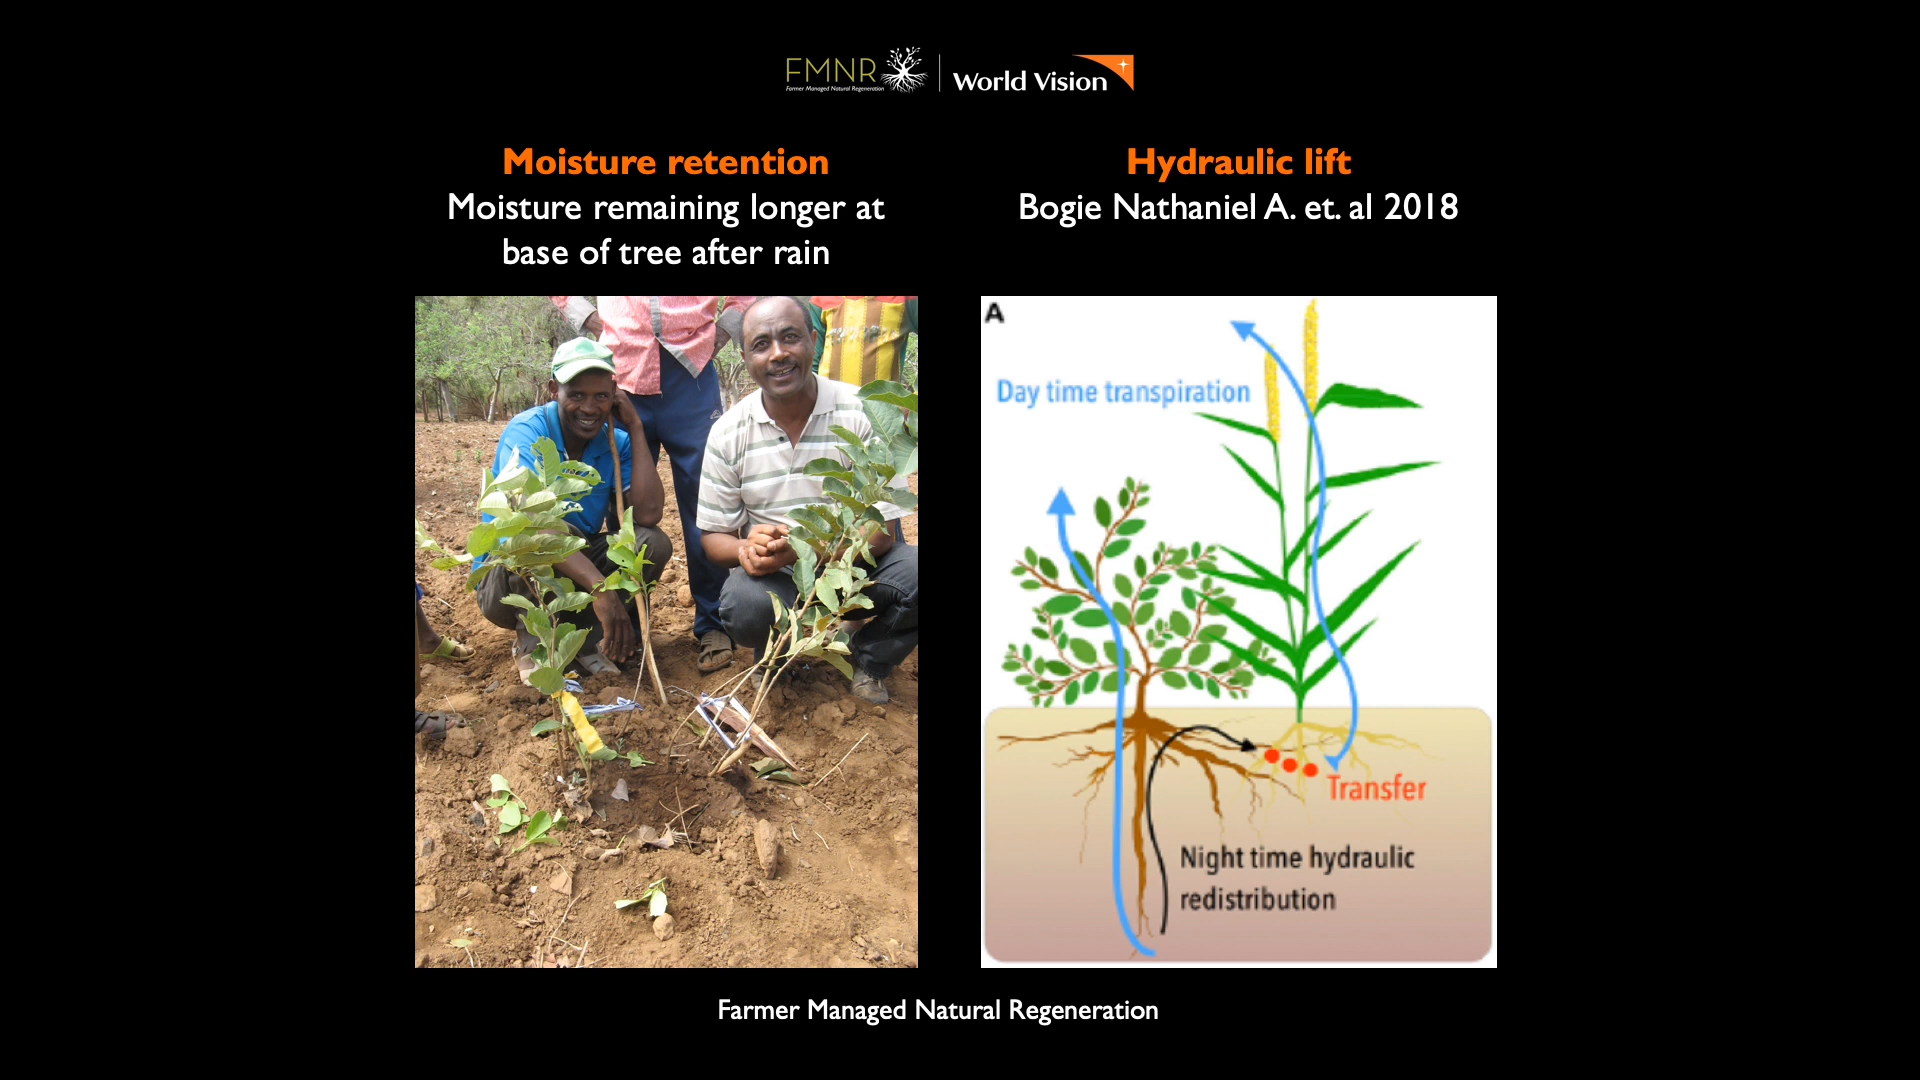 FMNR
Farmer Managed Natural Regeneration
World Vision
Moisture retention
Moisture remaining longer at
base of tree after rain
Hydraulic lift
Bogie Nathaniel A. et. al 2018
A
Day time transpiration
Transfer
Night time hydraulic
redistribution
Farmer Managed Natural Regeneration